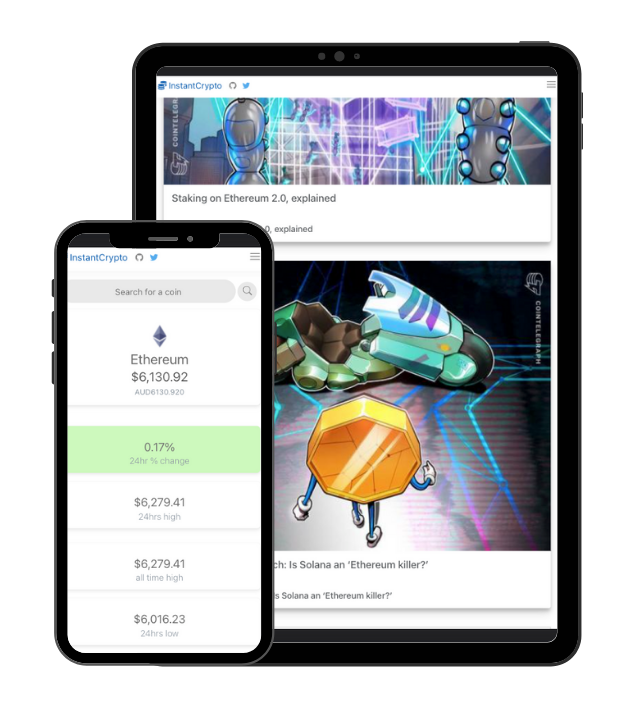 InstantCrypto
COINTELEGRAPH
Staking on Ethereum 2.0, explained
2.0, explained
COINTELEGRAPH
ch: Is Solana an ‘Ethereum killer?’
Is Solana an ‘Ethereum killer?’
InstantCrypto
Search for a coin
Ethereum
$6,130.92
AUD6130.920
0.17%
24hr % change
$6,279.41
24hrs high
$6,279.41
all time high
$6,016.23
24hrs low